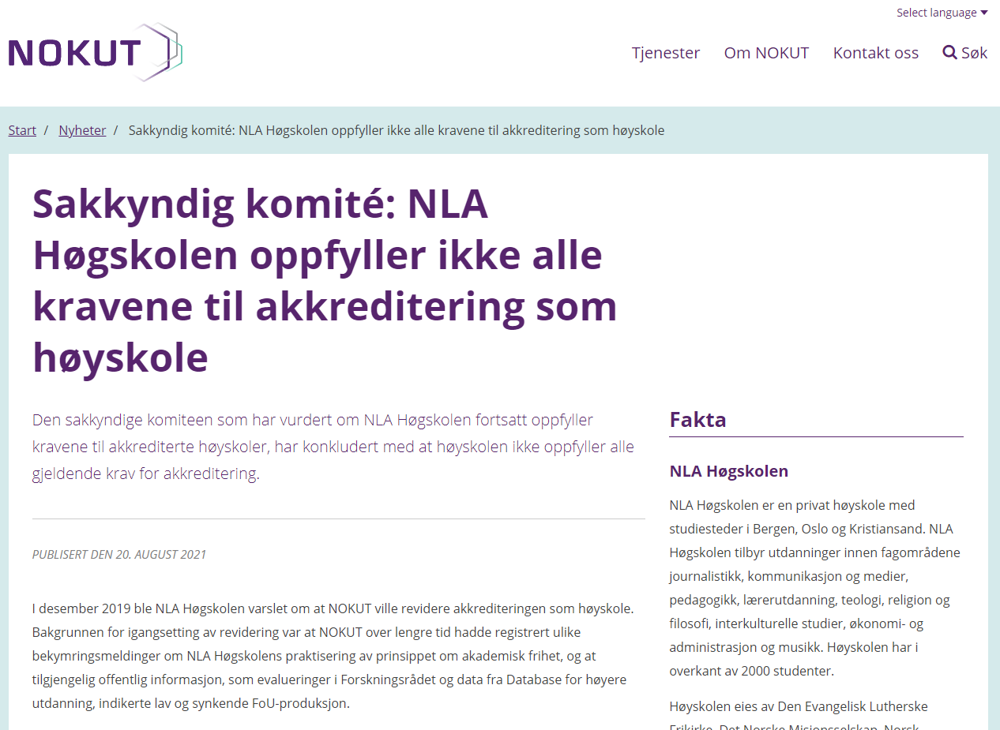 Select language
NOKUT
Tjenester Om NOKUT Kontakt oss Søk
Start / Nyheter / Sakkyndig komité: NLA Høgskolen oppfyller ikke alle kravene til akkreditering som høyskole
Sakkyndig komité: NLA
Høgskolen oppfyller ikke alle
kravene til akkreditering som
høyskole
Den sakkyndige komiteen som har vurdert om NLA Høgskolen fortsatt oppfyller
kravene til akkrediterte høyskoler, har konkludert med at høyskolen ikke oppfyller alle
gjeldende krav for akkreditering.
PUBLISERT DEN 20. AUGUST 2021
I desember 2019 ble NLA Høgskolen varslet om at NOKUT ville revidere akkrediteringen som høyskole.
Bakgrunnen for igangsetting av revidering var at NOKUT over lengre tid hadde registrert ulike
bekymringsmeldinger om NLA Høgskolens praktisering av prinsippet om akademisk frihet, og at
tilgjengelig offentlig informasjon, som evalueringer i Forskningsrådet og data fra Database for høyere
utdanning, indikerte lav og synkende FoU-produksjon.
Fakta
NLA Høgskolen
NLA Høgskolen er en privat høyskole med
studiesteder i Bergen, Oslo og Kristiansand. NLA
Høgskolen tilbyr utdanninger innen fagområdene
journalistikk, kommunikasjon og medier,
pedagogikk, lærerutdanning, teologi, religion og
filosofi, interkulturelle studier, økonomi- og
administrasjon og musikk. Høyskolen har i
overkant av 2000 studenter.
Høyskolen eies av Den Evangelisk Lutherske
Frikirke, Det Norske Misjonsselskap, Norsk